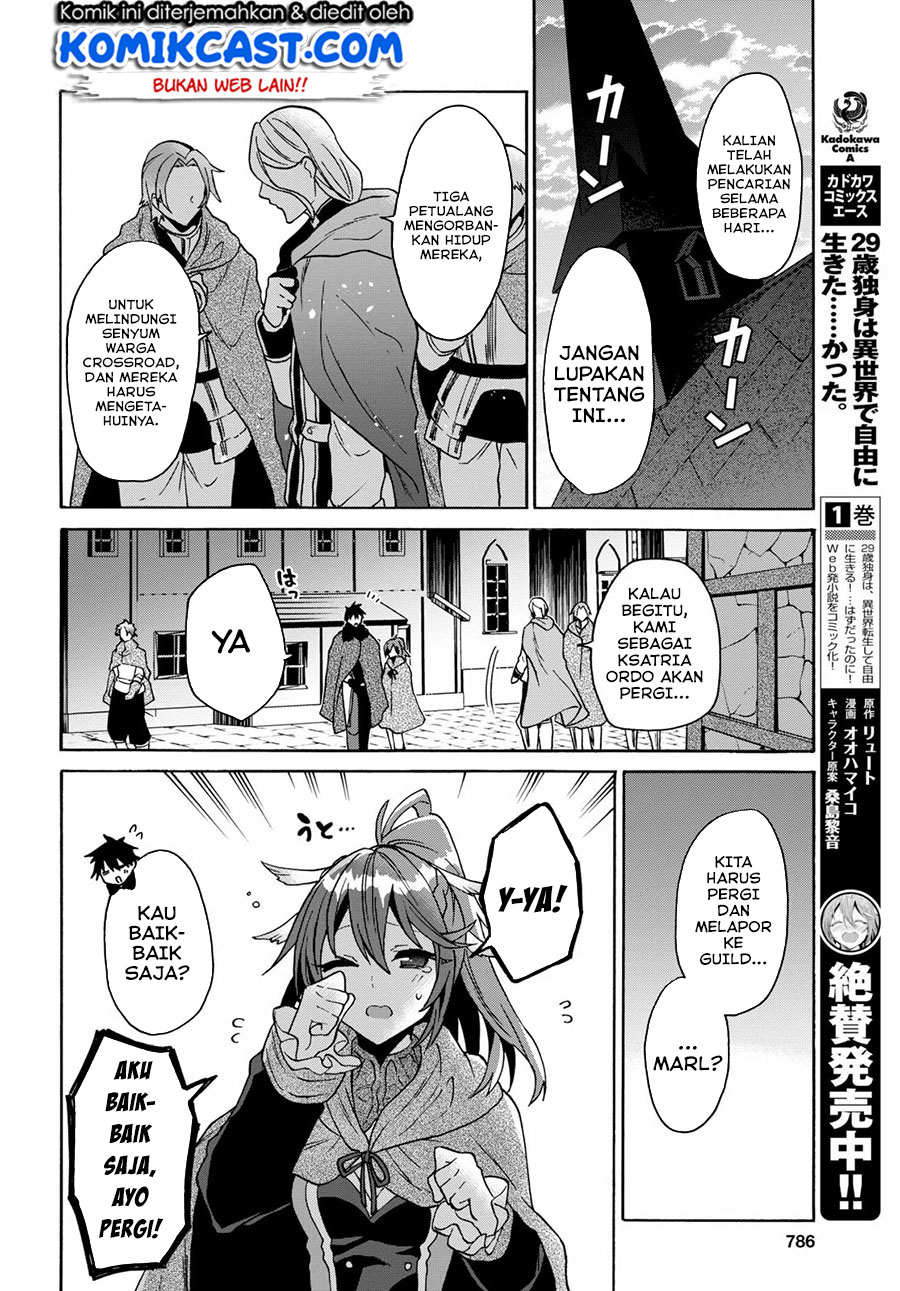 Komik ini diterjemahkan & diedit oleh
KOMIKCAST.COM
BUKAN WEB LAIN!!
カーン
KALIAN
TELAH
MELAKUKAN
PENCARIAN
SELAMA
BEBERAPA
HARI...
カーン
JANGAN
LUPAKAN
TENTANG
INI...
TIGA
PETUALANG
MENGORBAN-
KAN HIDUP
MEREKA,
UNTUK
MELINDUNGI
SENYUM
WARGA
CROSSROAD,
DAN MEREKA
HARUS
MENGETA-
HUINYA.
KALAU
BEGITU,
KAMI
SEBAGAI
KSATRIA
ORDO AKAN
PERGI...
はっ
YA
KITA
HARUS
PERGI
DAN
MELAPOR
KE
GUILD...
...
MARL?
Y-YA!
うと...
KAU
BAIK-
BAIK
SAJA?
AKU
BAIK-
BAIK
SAJA,
AYO
PERGI!
Kadokawa
Comics
A
カドカワ
コミックス
エース
29歳独身は異世界で自由に
生きた……かった。
1巻
29歳独身は、異世界転生して自由
に生きる!…はずだったのに!
Web発小説をコミック化!
原作 リュート
漫画 オオハマイコ
キャラクター原案 桑島黎音
絶賛発売中!!
786